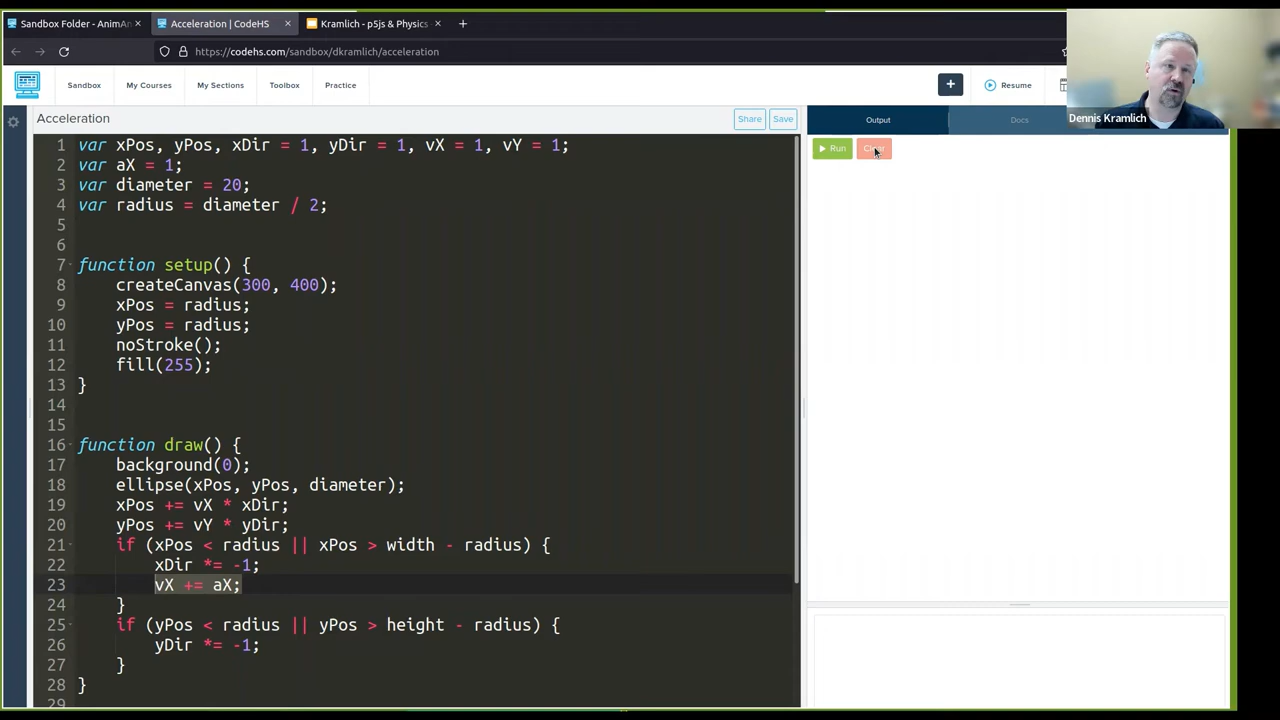 Sandbox Folder - AnimAn
Acceleration | CodeHS
Kramlich - p5js & Physics
https://codehs.com/sandbox/dkramlich/acceleration
Sandbox
My Courses
My Sections
Toolbox
Practice
Resume
Dennis Kramlich
Acceleration
Share
Save
Output
Docs
Run
Clear
1 var xPos, yPos, xDir = 1, yDir = 1, vX = 1, vY = 1;
2 var aX = 1;
3 var diameter = 20;
4 var radius = diameter / 2;
5
6
7 function setup() {
8 createCanvas(300, 400);
9 xPos = radius;
10 yPos = radius;
11 noStroke();
12 fill(255);
13 }
14
15
16 function draw() {
17 background(0);
18 ellipse(xPos, yPos, diameter);
19 xPos += vX * xDir;
20 yPos += vY * yDir;
21 if (xPos < radius || xPos > width - radius) {
22 xDir *= -1;
23 vX += aX;
24 }
25 if (yPos < radius || yPos > height - radius) {
26 yDir *= -1;
27 }
28 }
29